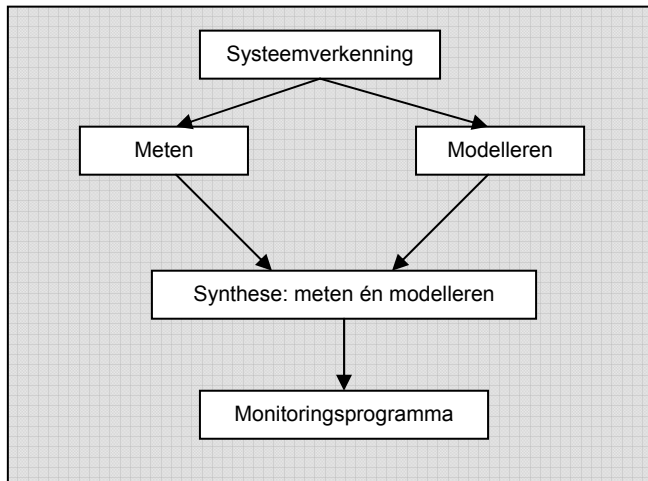 Systeemverkenning
Meten
Modelleren
Synthese: meten én modelleren
Monitoringsprogramma